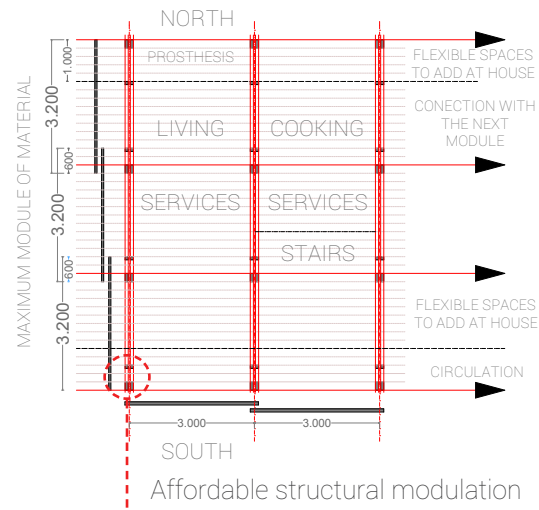 NORTH
PROSTHESIS
FLEXIBLE SPACES
TO ADD AT HOUSE
1.000
3.200
LIVING
COOKING
CONECTION WITH
THE NEXT
MODULE
MAXIMUM MODULE OF MATERIAL
600
3.200
SERVICES
SERVICES
STAIRS
600
3.200
FLEXIBLE SPACES
TO ADD AT HOUSE
CIRCULATION
3.000
3.000
SOUTH
Affordable structural modulation